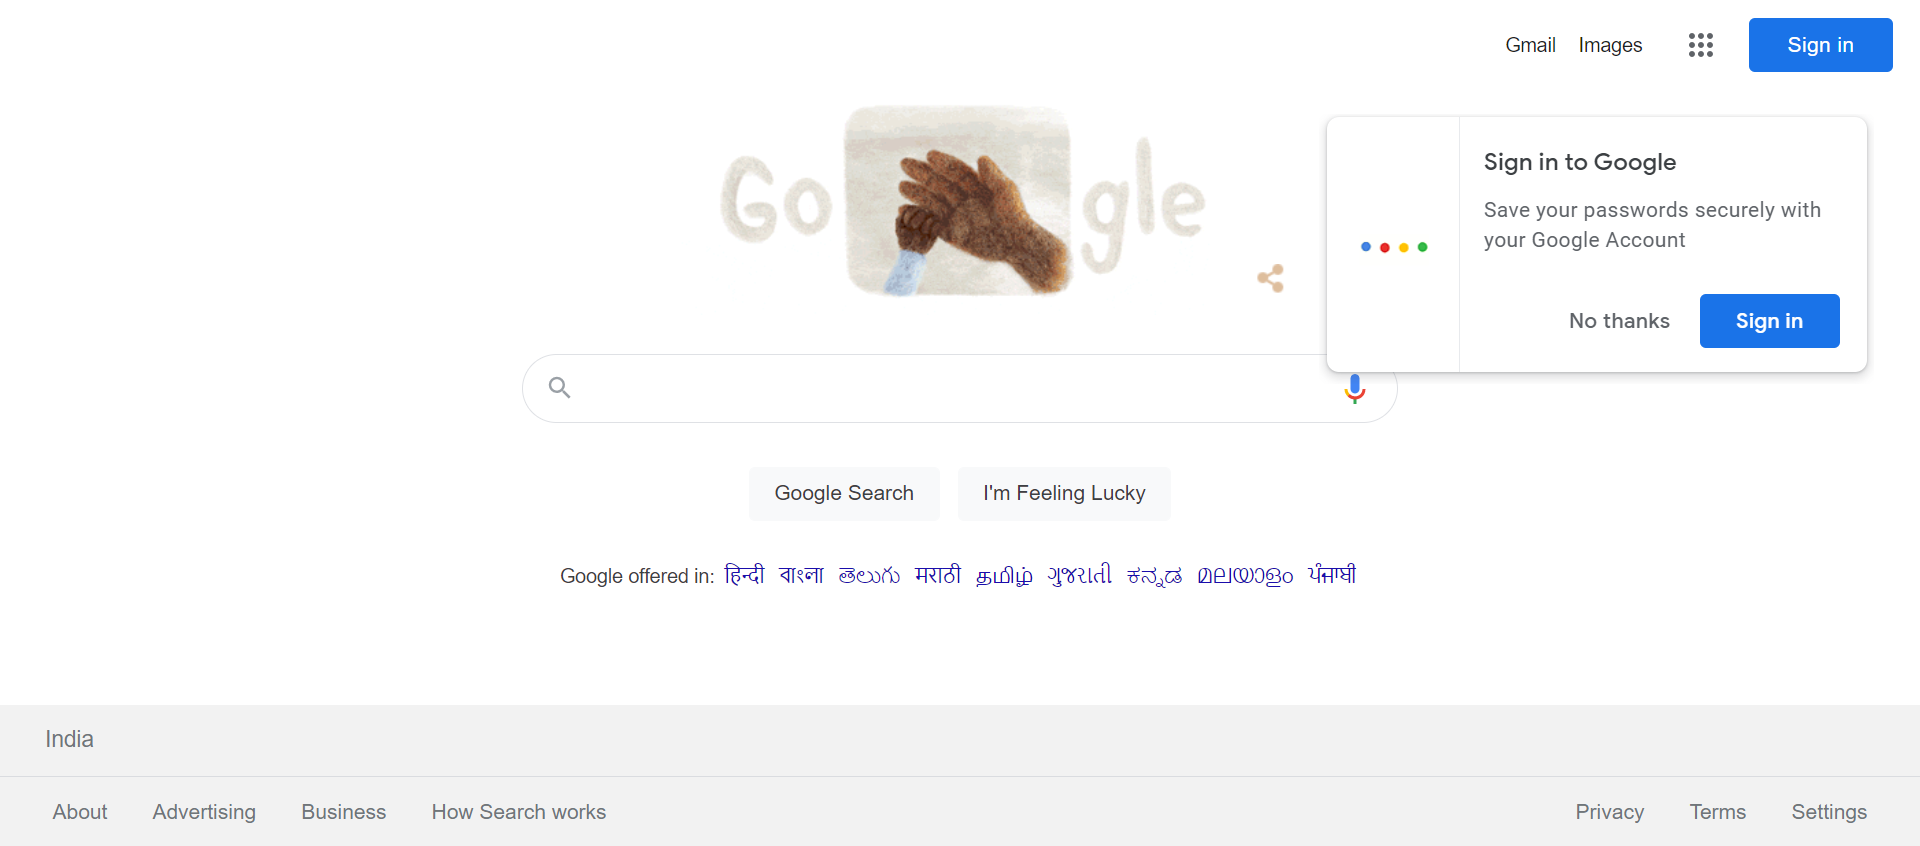 Gmail Images Sign in
Google
Sign in to Google
Save your passwords securely with
your Google Account
No thanks Sign in
Google Search I'm Feeling Lucky
Google offered in: हिन्दी বাংলা తెలుగు मराठी தமிழ் ગુજરાતી ಕನ್ನಡ മലയാളം ਪੰਜਾਬੀ
India
About Advertising Business How Search works Privacy Terms Settings